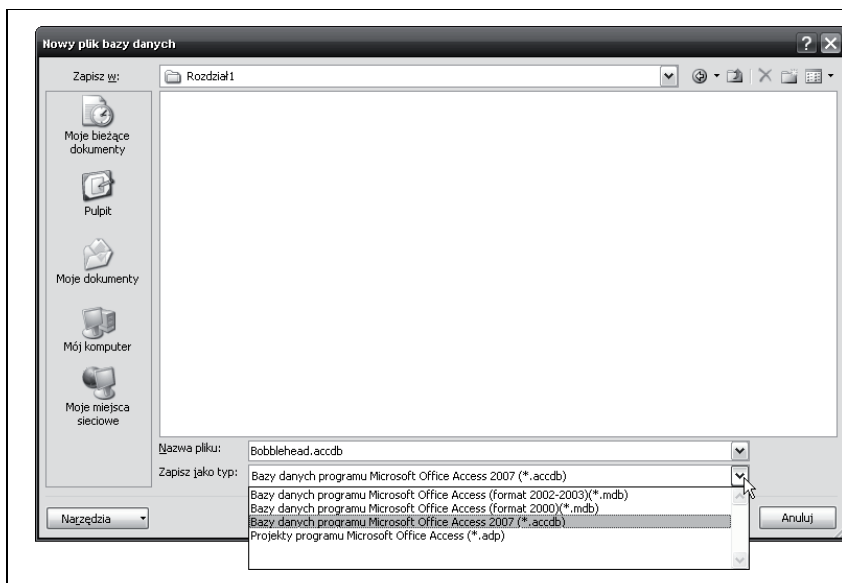 Nowy plik bazy danych
Zapisz w:
Rozdział1
Moje bieżące
dokumenty
Pulpit
Moje dokumenty
Mój komputer
Moje miejsca
sieciowe
Nazwa pliku:
Bobblehead.accdb
Zapisz jako typ:
Bazy danych programu Microsoft Office Access 2007 (*.accdb)
Bazy danych programu Microsoft Office Access (format 2002-2003)(*.mdb)
Bazy danych programu Microsoft Office Access (format 2000)(*.mdb)
Bazy danych programu Microsoft Office Access 2007 (*.accdb)
Projekty programu Microsoft Office Access (*.adp)
Narzędzia
Anuluj